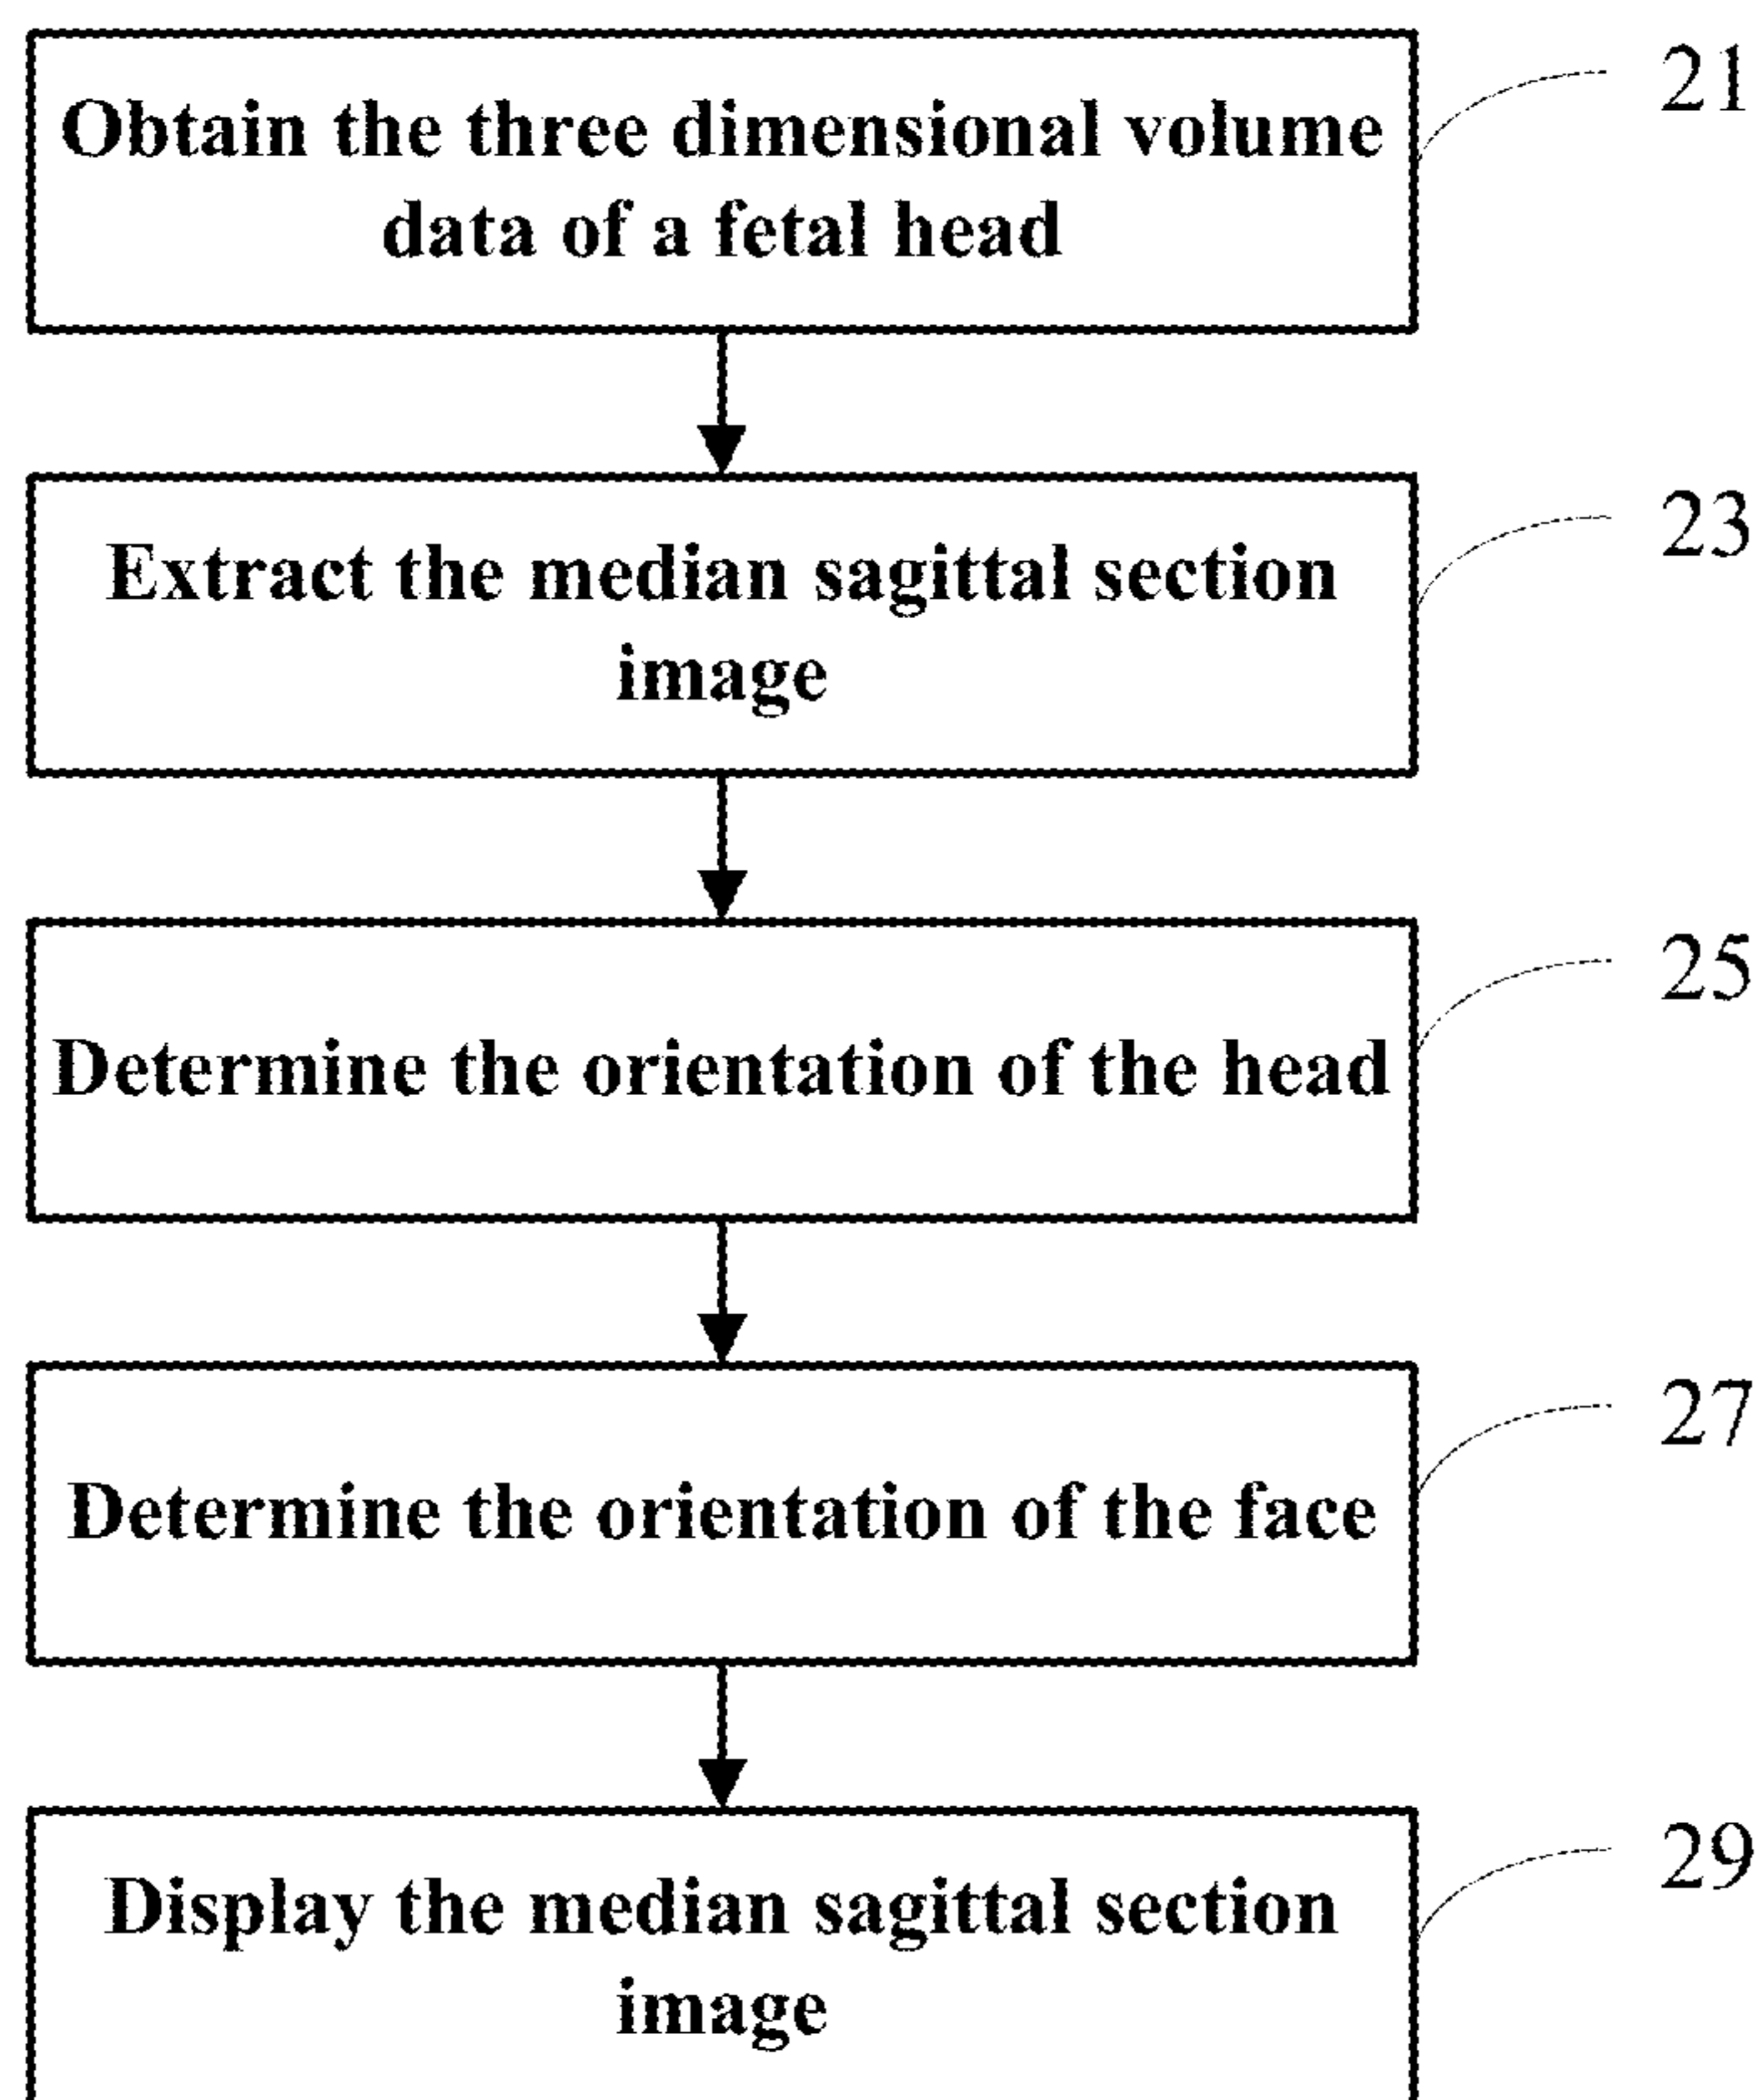 Obtain the three dimensional volume
data of a fetal head
21
Extract the median sagittal section
image
23
Determine the orientation of the head
25
Determine the orientation of the face
27
Display the median sagittal section
image
29